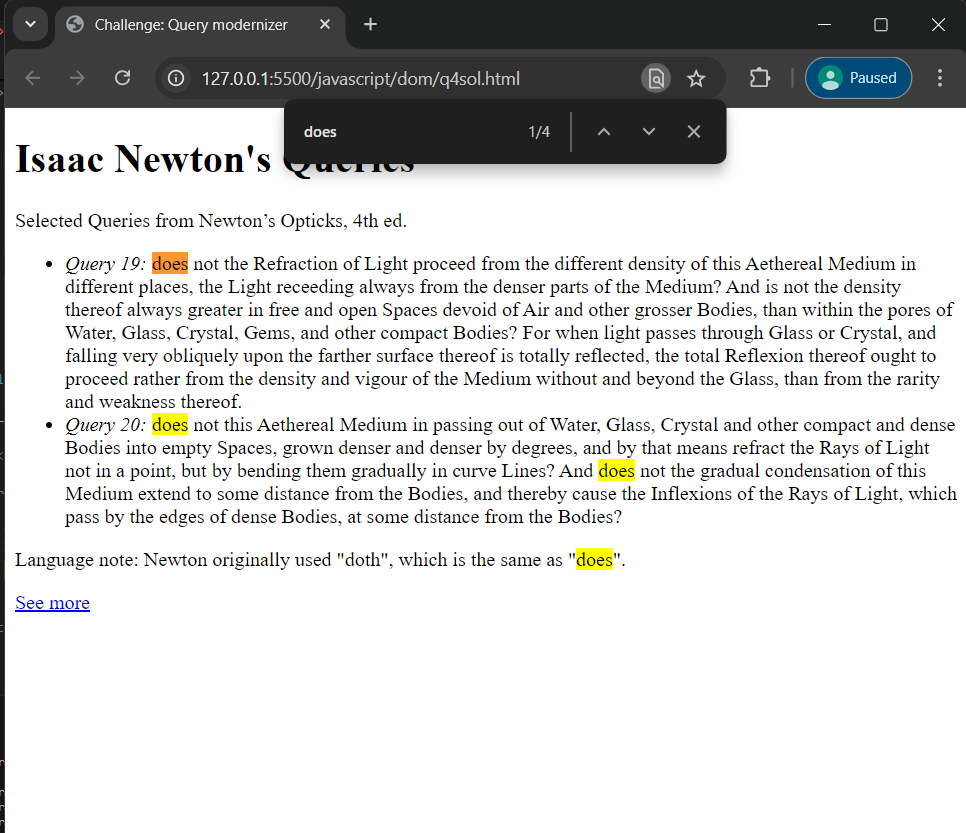 Challenge: Query modernizer
127.0.0.1:5500/javascript/dom/q4sol.html
Paused
does
1/4
Isaac Newton's Queries
Selected Queries from Newton’s Opticks, 4th ed.
• Query 19: does not the Refraction of Light proceed from the different density of this Aethereal Medium in
different places, the Light receeding always from the denser parts of the Medium? And is not the density
thereof always greater in free and open Spaces devoid of Air and other grosser Bodies, than within the pores of
Water, Glass, Crystal, Gems, and other compact Bodies? For when light passes through Glass or Crystal, and
falling very obliquely upon the farther surface thereof is totally reflected, the total Reflexion thereof ought to
proceed rather from the density and vigour of the Medium without and beyond the Glass, than from the rarity
and weakness thereof.
• Query 20: does not this Aethereal Medium in passing out of Water, Glass, Crystal and other compact and dense
Bodies into empty Spaces, grown denser and denser by degrees, and by that means refract the Rays of Light
not in a point, but by bending them gradually in curve Lines? And does not the gradual condensation of this
Medium extend to some distance from the Bodies, and thereby cause the Inflexions of the Rays of Light, which
pass by the edges of dense Bodies, at some distance from the Bodies?
Language note: Newton originally used "doth", which is the same as "does".
See more